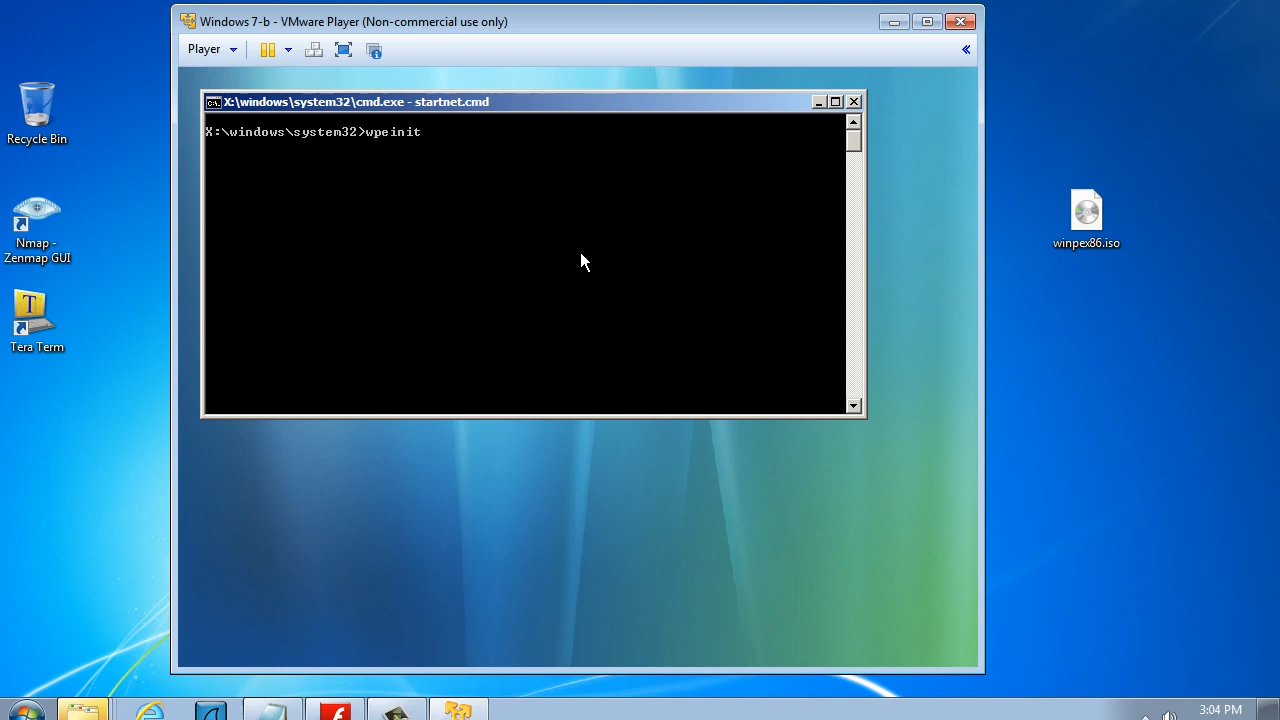 Windows 7-b - VMware Player (Non-commercial use only)
Player
X:\windows\system32\cmd.exe - startnet.cmd
X:\windows\system32>wpeinit
Recycle Bin
Nmap -
Zenmap GUI
T
Tera Term
winpex86.iso
3:04 PM